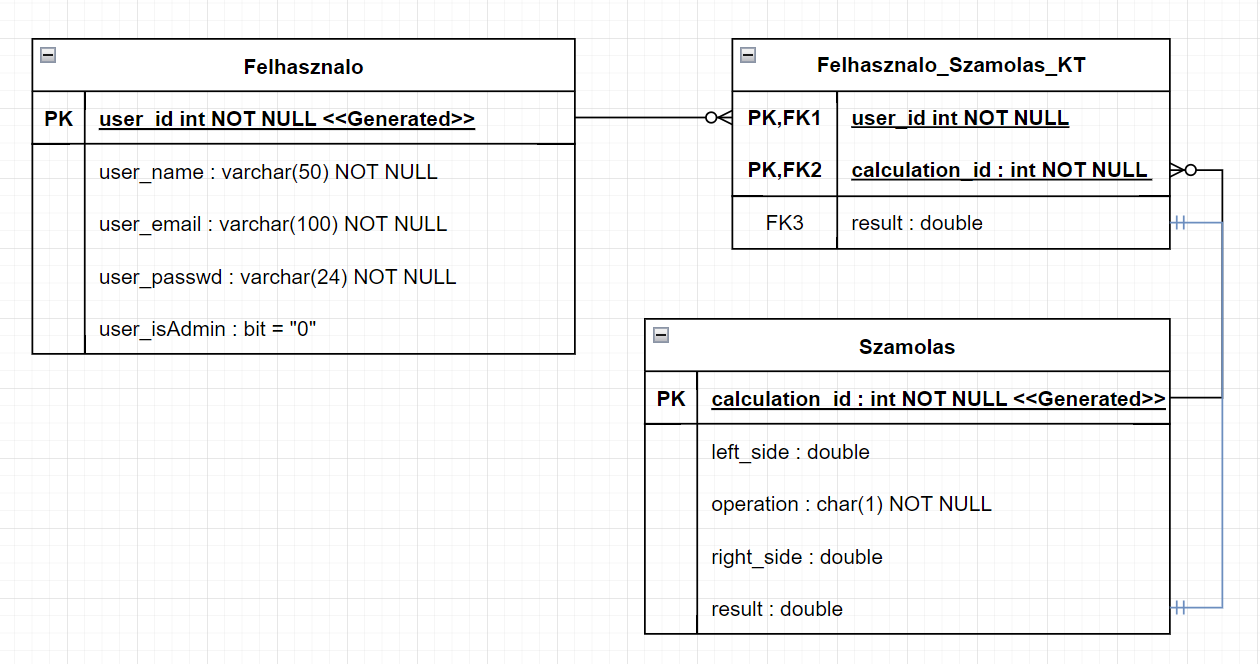 Felhasznalo
PK user_id int NOT NULL <<Generated>>
user_name : varchar(50) NOT NULL
user_email : varchar(100) NOT NULL
user_passwd : varchar(24) NOT NULL
user_isAdmin : bit = "0"
Felhasznalo_Szamolas_KT
PK,FK1 user_id int NOT NULL
PK,FK2 calculation_id : int NOT NULL
FK3 result : double
Szamolas
PK calculation_id : int NOT NULL <<Generated>>
left_side : double
operation : char(1) NOT NULL
right_side : double
result : double